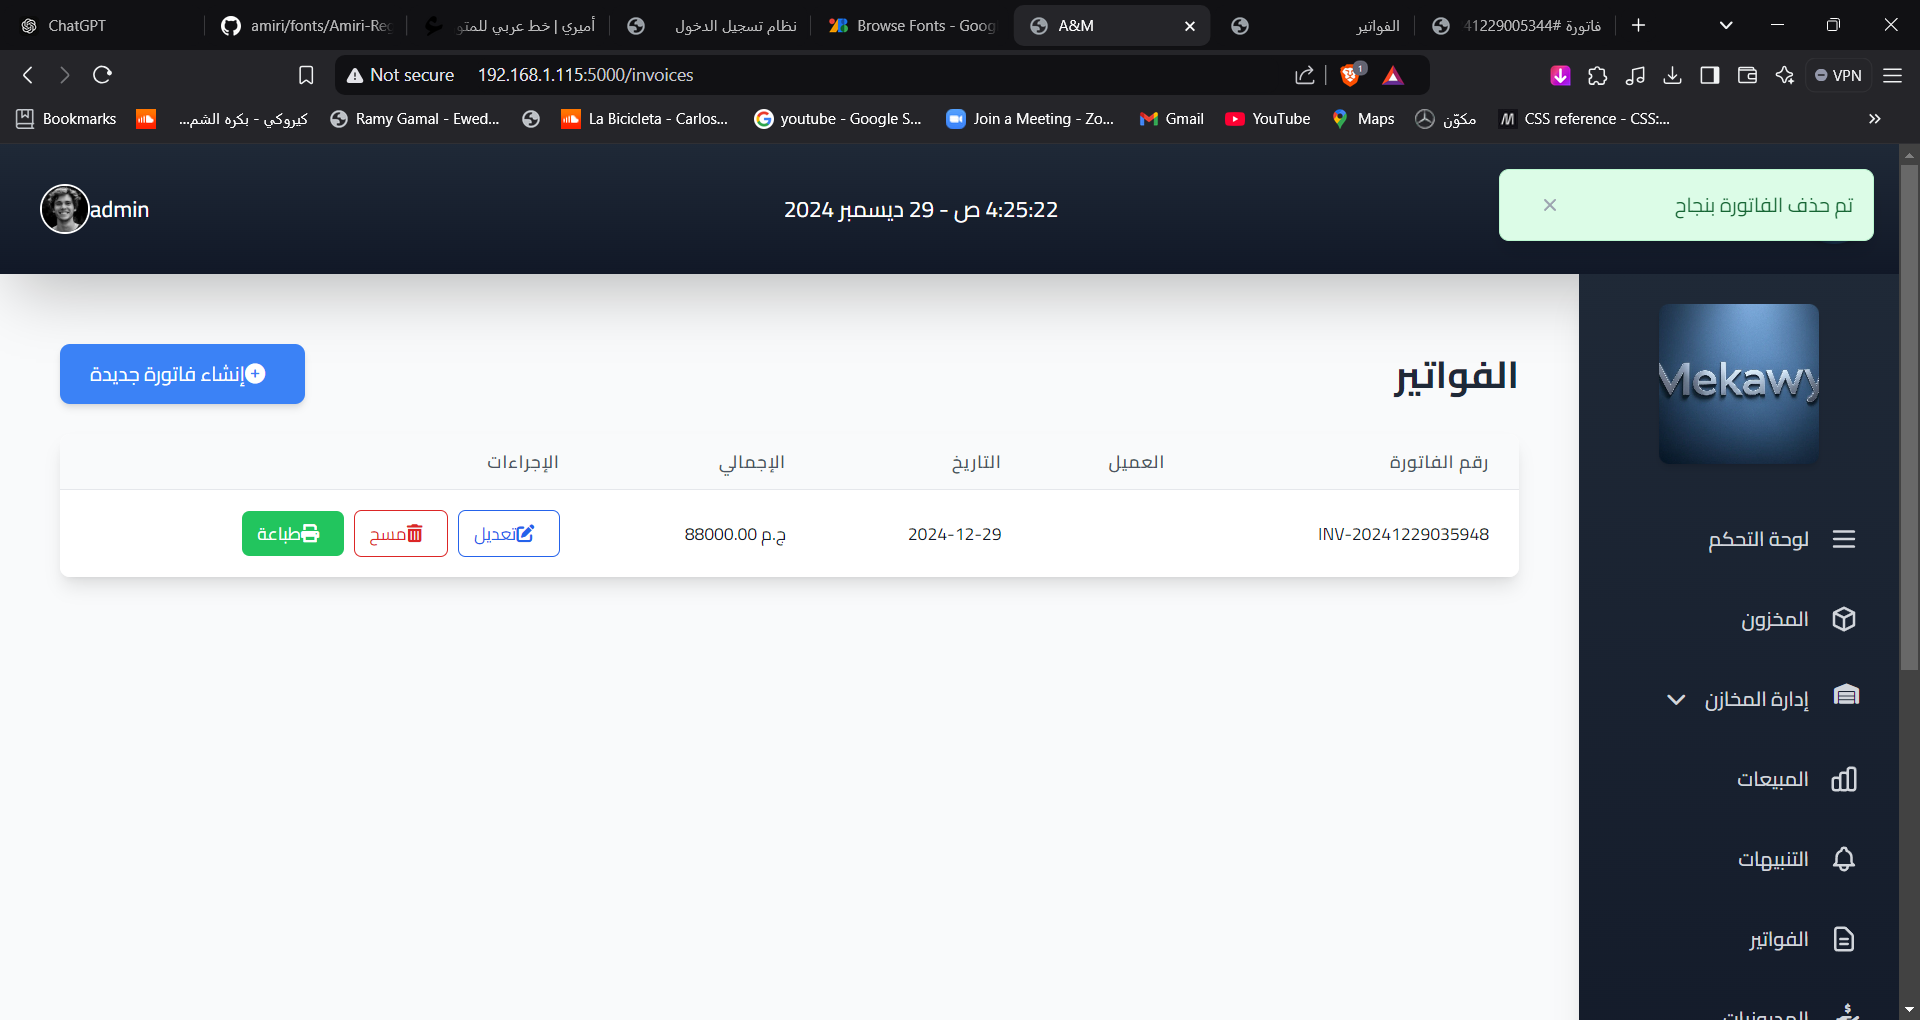 ChatGPT
amiri/fonts/Amiri-Reg
أميري | خط عربي للمتو
نظام تسجيل الدخول
Browse Fonts - Goog
A&M
الفواتير
فاتورة #41229005344
Not secure
192.168.1.115:5000/invoices
1
VPN
Bookmarks
كيروكي - بكره الشم...
Ramy Gamal - Ewed...
La Bicicleta - Carlos...
youtube - Google S...
Join a Meeting - Zo...
Gmail
YouTube
Maps
مكوّن
CSS reference - CSS:...
admin
4:25:22 ص - 29 ديسمبر 2024
تم حذف الفاتورة بنجاح
Mekawy
الفواتير
إنشاء فاتورة جديدة
رقم الفاتورة
العميل
التاريخ
الإجمالي
الإجراءات
INV-20241229035948
2024-12-29
88000.00 ج.م
تعديل
مسح
طباعة
لوحة التحكم
المخزون
إدارة المخازن
المبيعات
التنبيهات
الفواتير